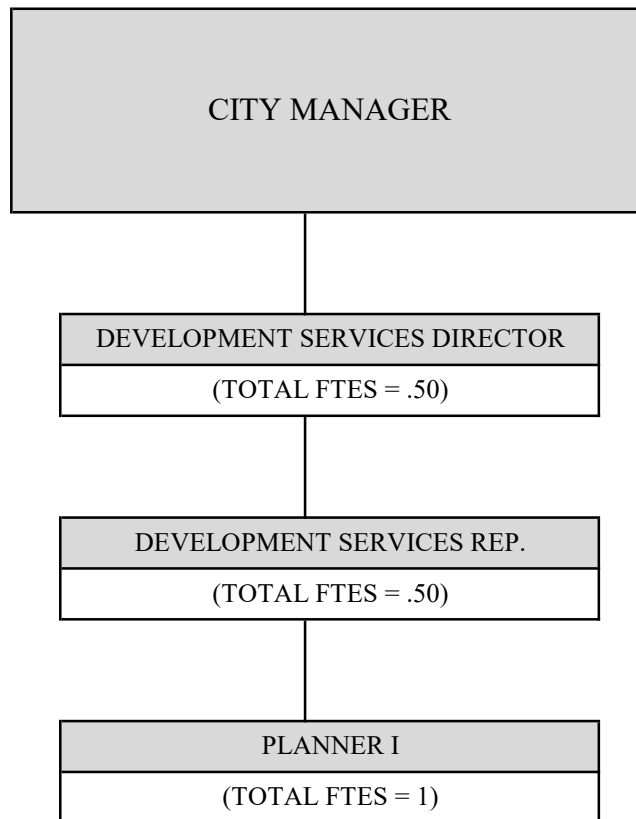 CITY MANAGER
DEVELOPMENT SERVICES DIRECTOR
(TOTAL FTES = .50)
DEVELOPMENT SERVICES REP.
(TOTAL FTES = .50)
PLANNER I
(TOTAL FTES = 1)